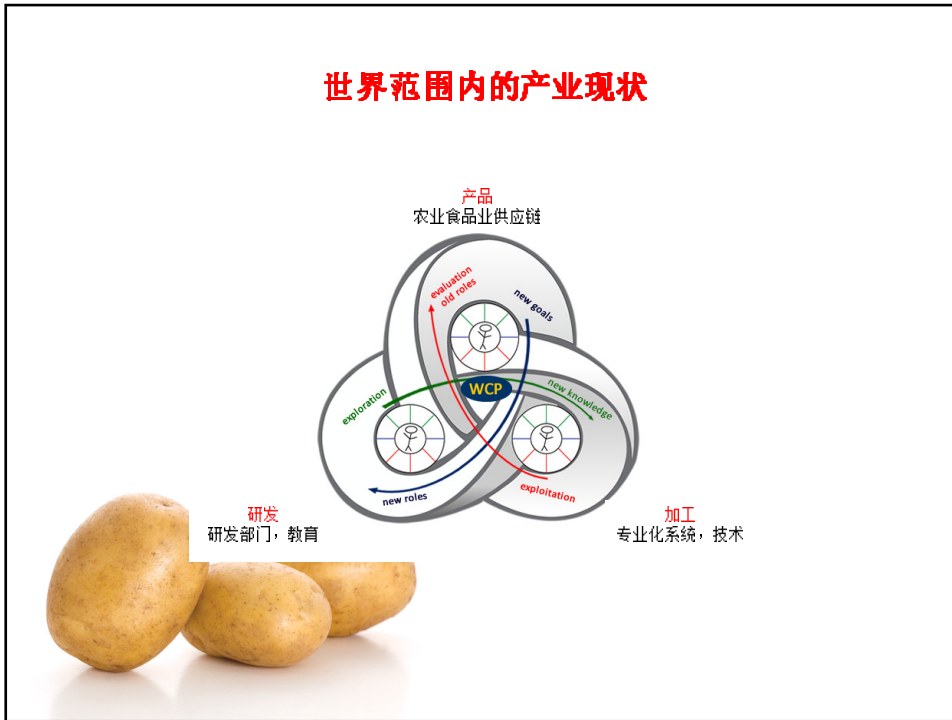 世界范围内的产业现状
产品
农业食品业供应链
evaluation
old roles
new goals
WCP
exploration
new knowledge
new roles
exploitation
研发
研发部门，教育
加工
专业化系统，技术